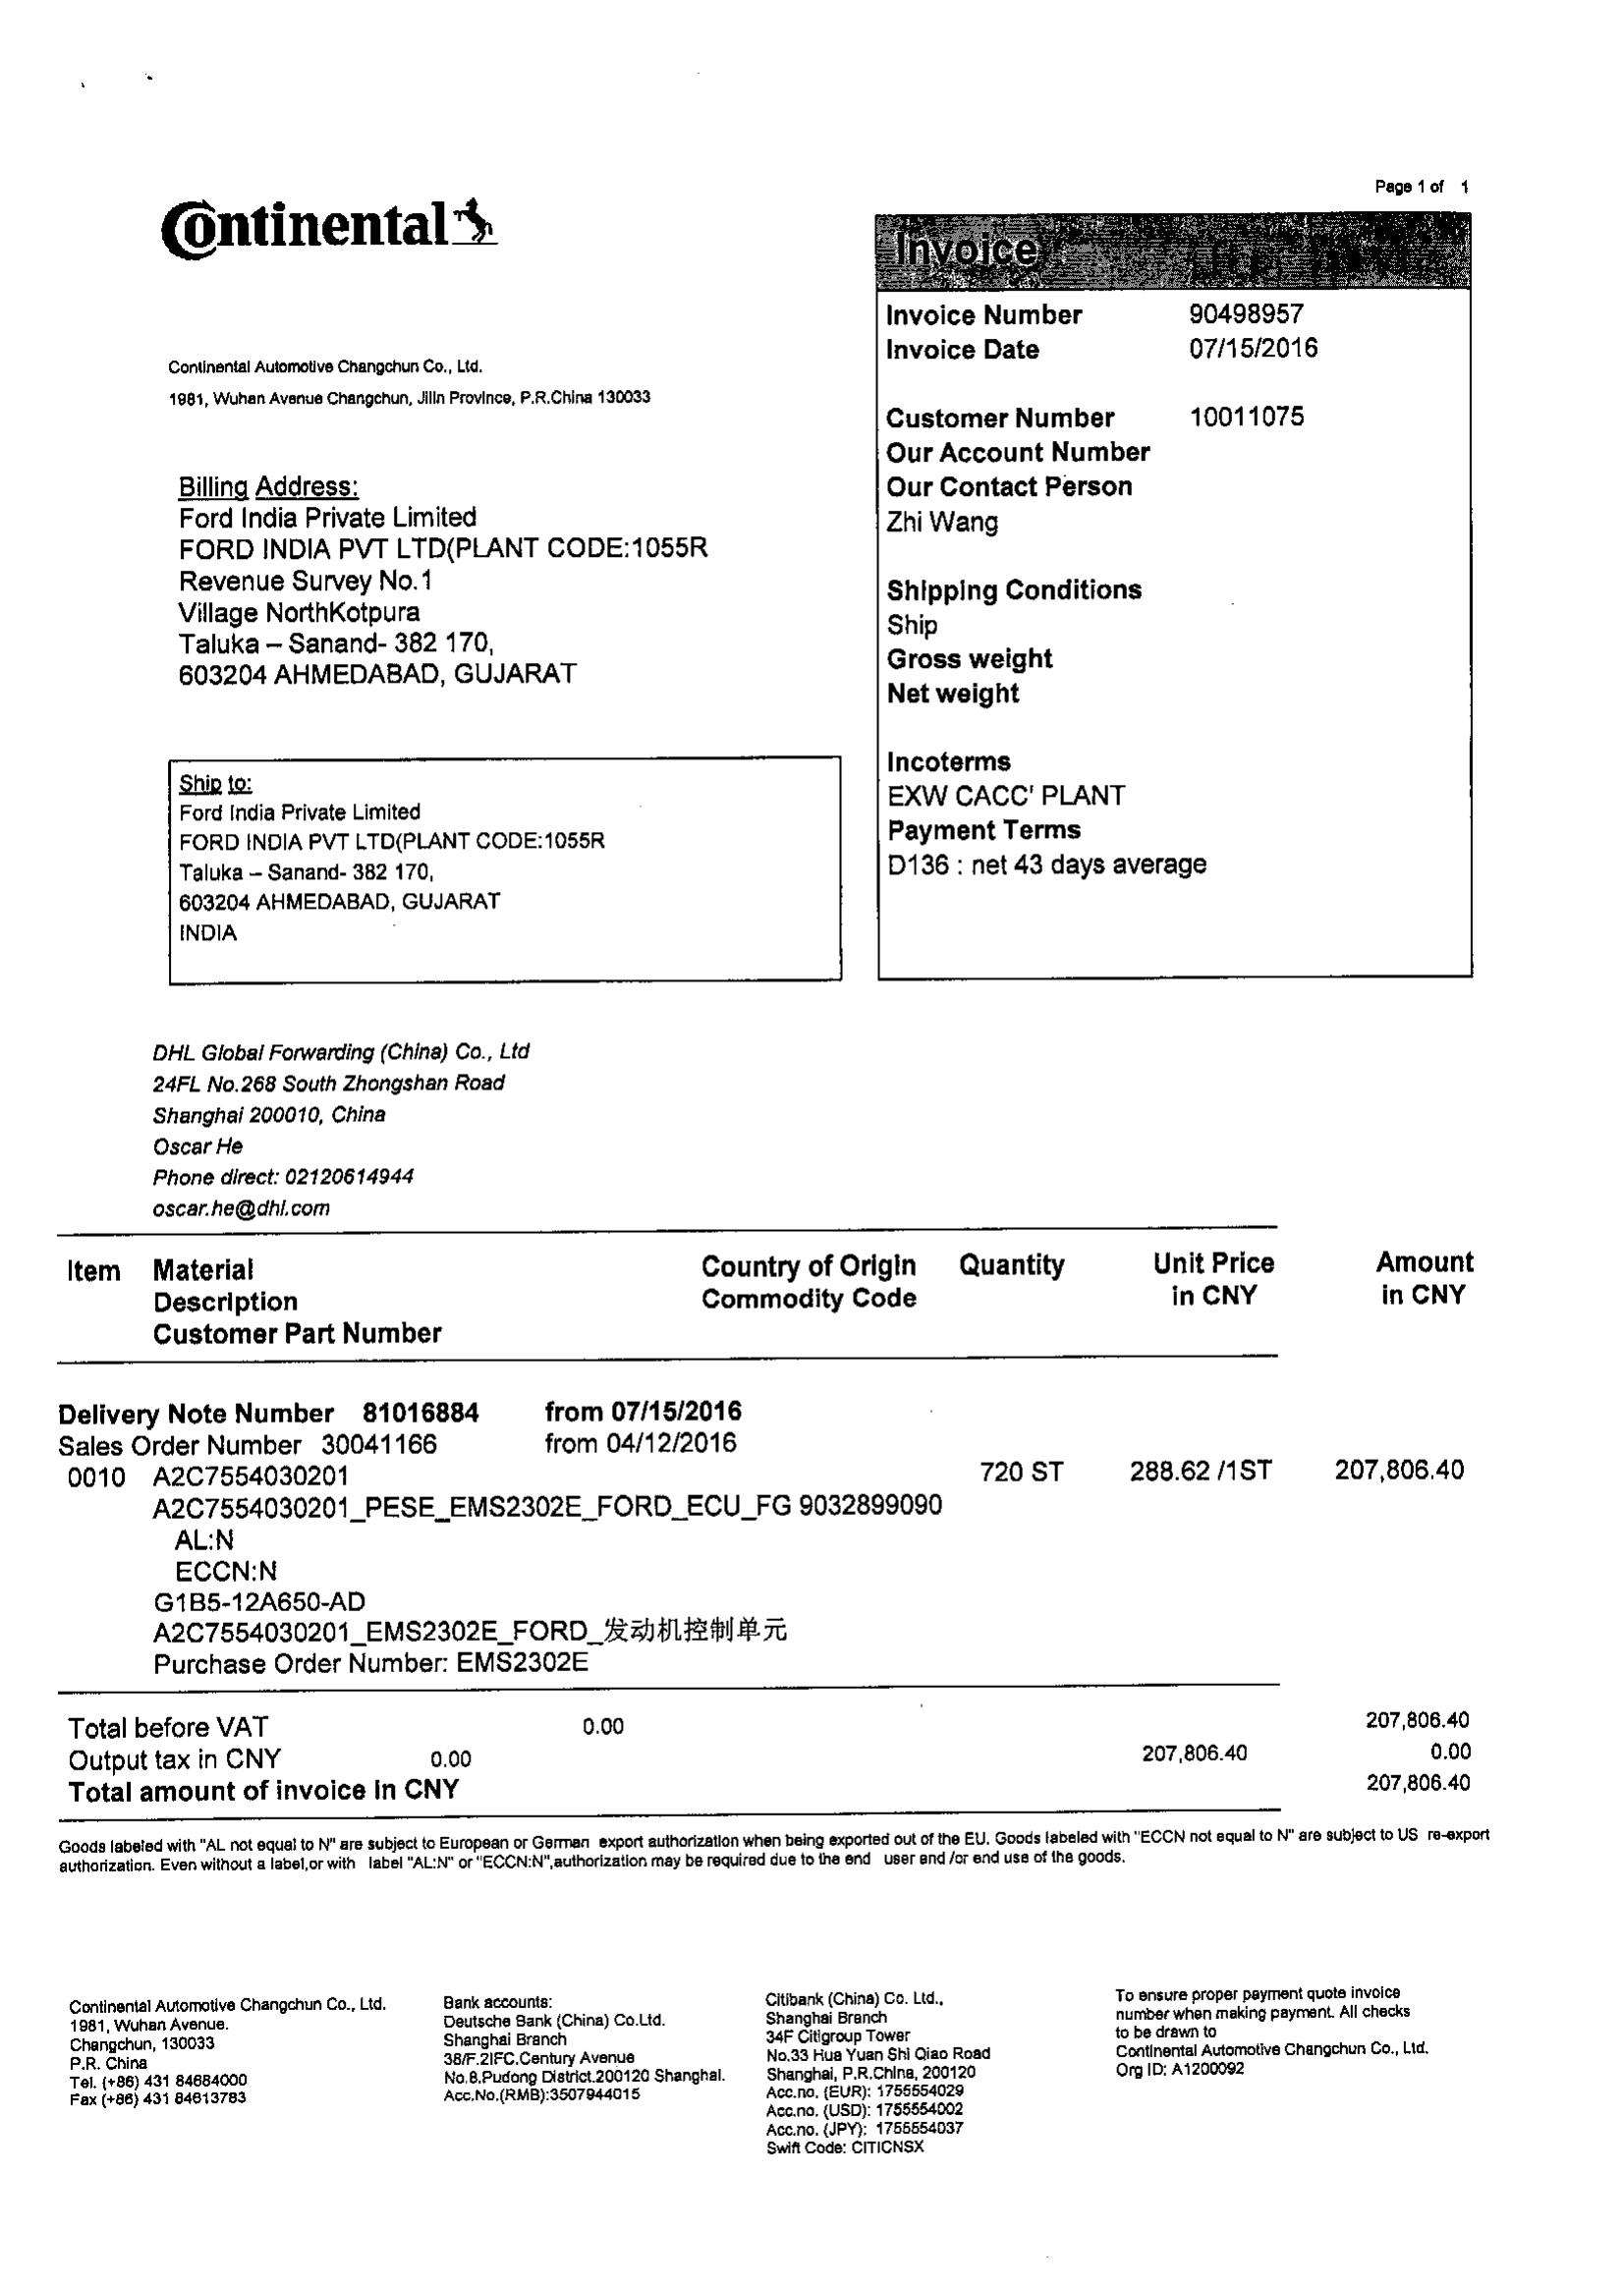 Page 1 of 1
Continental
Invoice
Invoice Number 90498957
Invoice Date 07/15/2016
Continental Automotive Changchun Co., Ltd.
1981, Wuhan Avenue Changchun, Jilin Province, P.R.China 130033
Customer Number 10011075
Our Account Number
Our Contact Person
Zhi Wang
Billing Address:
Ford India Private Limited
FORD INDIA PVT LTD(PLANT CODE:1055R
Revenue Survey No.1
Village NorthKotpura
Taluka – Sanand- 382 170,
603204 AHMEDABAD, GUJARAT
Shipping Conditions
Ship
Gross weight
Net weight
Incoterms
EXW CACC' PLANT
Payment Terms
D136 : net 43 days average
Ship to:
Ford India Private Limited
FORD INDIA PVT LTD(PLANT CODE:1055R
Taluka – Sanand- 382 170,
603204 AHMEDABAD, GUJARAT
INDIA
DHL Global Forwarding (China) Co., Ltd
24FL No.268 South Zhongshan Road
Shanghai 200010, China
Oscar He
Phone direct: 02120614944
oscar.he@dhl.com
Item Material Country of Origin Quantity Unit Price Amount
Description Commodity Code in CNY in CNY
Customer Part Number
Delivery Note Number 81016884 from 07/15/2016
Sales Order Number 30041166 from 04/12/2016
0010 A2C7554030201 720 ST 288.62 /1ST 207,806.40
A2C7554030201_PESE_EMS2302E_FORD_ECU_FG 9032899090
AL:N
ECCN:N
G1B5-12A650-AD
A2C7554030201_EMS2302E_FORD_发动机控制单元
Purchase Order Number: EMS2302E
Total before VAT 0.00 207,806.40
Output tax in CNY 0.00 207,806.40 0.00
Total amount of invoice in CNY 207,806.40
Goods labeled with "AL not equal to N" are subject to European or German export authorization when being exported out of the EU. Goods labeled with "ECCN not equal to N" are subject to US re-export
authorization. Even without a label,or with label "AL:N" or "ECCN:N",authorization may be required due to the end user and /or end use of the goods.
Continental Automotive Changchun Co., Ltd.
1981, Wuhan Avenue.
Changchun, 130033
P.R. China
Tel. (+86) 431 84684000
Fax (+86) 431 84613783
Bank accounts:
Deutsche Bank (China) Co.Ltd.
Shanghai Branch
38/F.2IFC.Century Avenue
No.8.Pudong District.200120 Shanghai.
Acc.No.(RMB):3507944015
Citibank (China) Co. Ltd.,
Shanghai Branch
34F Citigroup Tower
No.33 Hua Yuan Shi Qiao Road
Shanghai, P.R.China, 200120
Acc.no. (EUR): 1755554029
Acc.no. (USD): 1755554002
Acc.no. (JPY): 1755554037
Swift Code: CITICNSX
To ensure proper payment quote invoice
number when making payment. All checks
to be drawn to
Continental Automotive Changchun Co., Ltd.
Org ID: A1200092